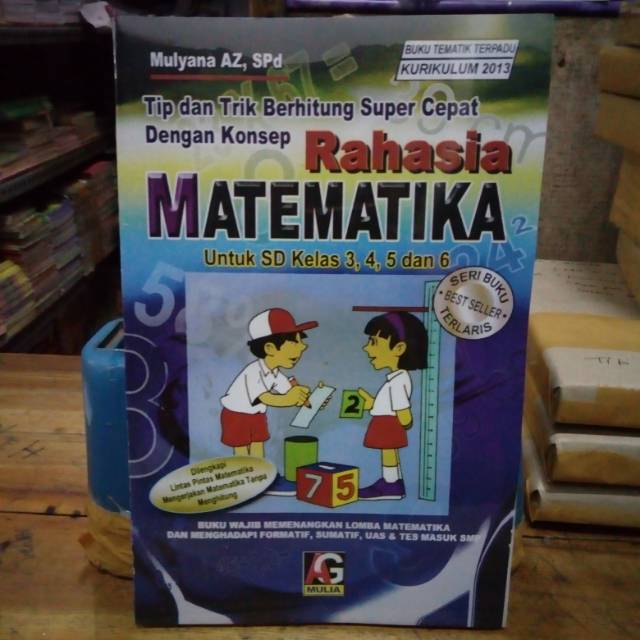 Mulyana AZ, SPd
BUKU TEMATIK TERPADU
KURIKULUM 2013
Tip dan Trik Berhitung Super Cepat
Dengan Konsep Rahasia
MATEMATIKA
Untuk SD Kelas 3, 4, 5 dan 6
SERI BUKU
BEST SELLER
TERLARIS
2
7 5
Dilengkapi
Lintas Pintas Matematika
Mengerjakan Matematika Tanpa
Menghitung
BUKU WAJIB MEMENANGKAN LOMBA MATEMATIKA
DAN MENGHADAPI FORMATIF, SUMATIF, UAS & TES MASUK SMP
AG
MULIA